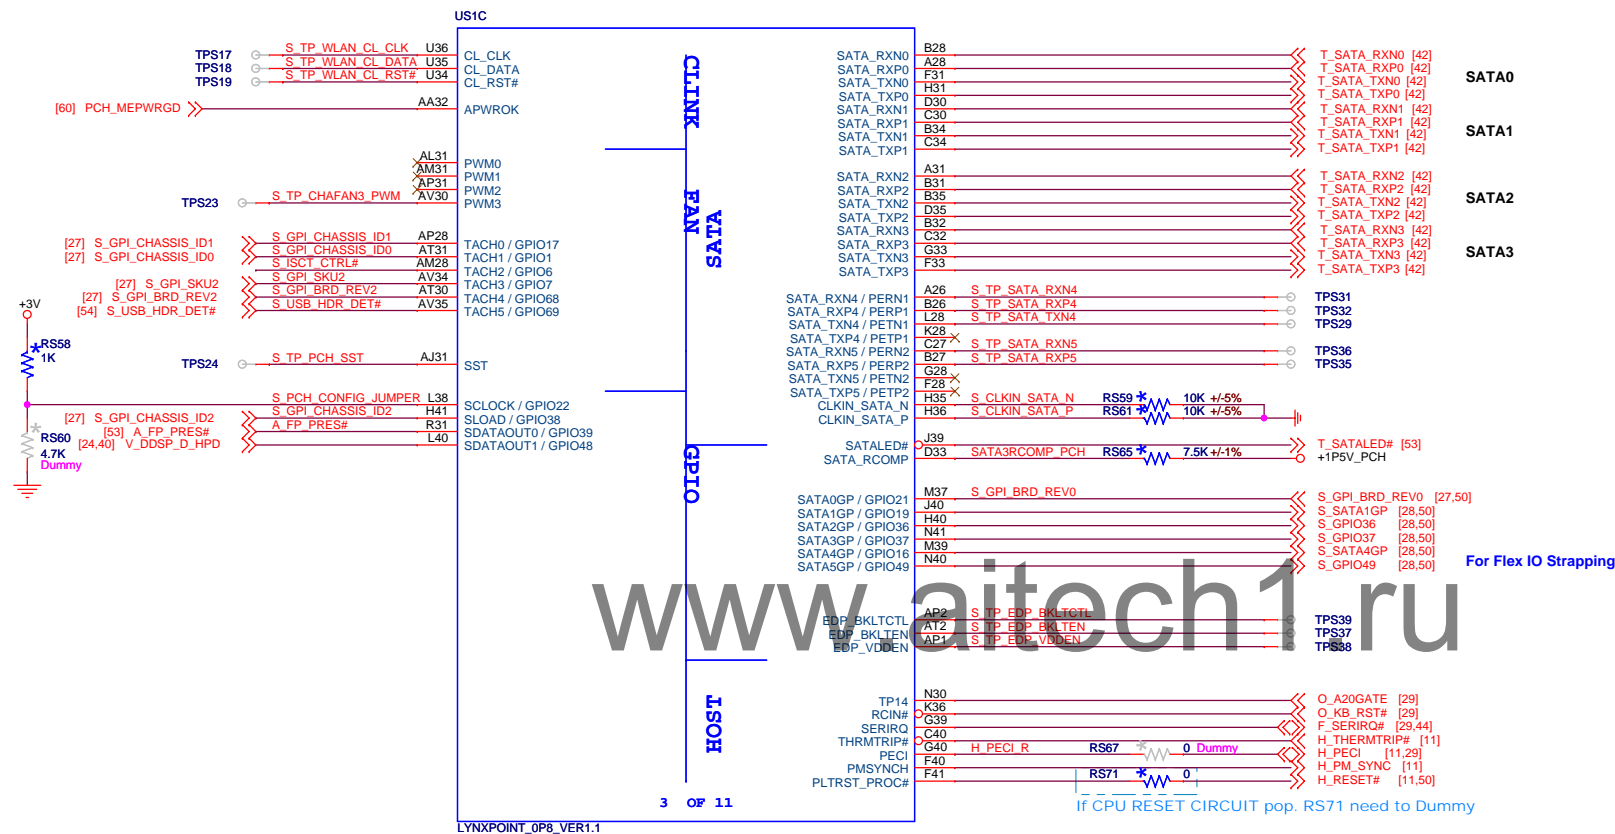 US1C
TPS17 S_TP_WLAN_CL_CLK U36 CL_CLK
TPS18 S_TP_WLAN_CL_DATA U35 CL_DATA
TPS19 S_TP_WLAN_CL_RST# U34 CL_RST#
[60] PCH_MEPWRGD AA32 APWROK
AL31 PWM0
AM31 PWM1
AP31 PWM2
TPS23 S_TP_CHAFAN3_PWM AV30 PWM3
[27] S_GPI_CHASSIS_ID1 S_GPI_CHASSIS_ID1 AP28 TACH0 / GPIO17
[27] S_GPI_CHASSIS_ID0 S_GPI_CHASSIS_ID0 AT31 TACH1 / GPIO1
S_ISCT_CTRL# AM28 TACH2 / GPIO6
[27] S_GPI_SKU2 S_GPI_SKU2 AV34 TACH3 / GPIO7
[27] S_GPI_BRD_REV2 S_GPI_BRD_REV2 AT30 TACH4 / GPIO68
[54] S_USB_HDR_DET# S_USB_HDR_DET# AV35 TACH5 / GPIO69
+3V
* RS58
1K
TPS24 S_TP_PCH_SST AJ31 SST
S_PCH_CONFIG_JUMPER L38 SCLOCK / GPIO22
[27] S_GPI_CHASSIS_ID2 S_GPI_CHASSIS_ID2 H41 SLOAD / GPIO38
[53] A_FP_PRES# A_FP_PRES# R31 SDATAOUT0 / GPIO39
[24,40] V_DDSP_D_HPD L40 SDATAOUT1 / GPIO48
* RS60
4.7K
Dummy
CLINK
FAN
SATA
GPIO
HOST
SATA_RXN0 B28 T_SATA_RXN0 [42]
SATA_RXP0 A28 T_SATA_RXP0 [42]
SATA_TXN0 F31 T_SATA_TXN0 [42]
SATA_TXP0 H31 T_SATA_TXP0 [42]
SATA0
SATA_RXN1 D30 T_SATA_RXN1 [42]
SATA_RXP1 C30 T_SATA_RXP1 [42]
SATA_TXN1 B34 T_SATA_TXN1 [42]
SATA_TXP1 C34 T_SATA_TXP1 [42]
SATA1
SATA_RXN2 A31 T_SATA_RXN2 [42]
SATA_RXP2 B31 T_SATA_RXP2 [42]
SATA_TXN2 B35 T_SATA_TXN2 [42]
SATA_TXP2 D35 T_SATA_TXP2 [42]
SATA2
SATA_RXN3 B32 T_SATA_RXN3 [42]
SATA_RXP3 C32 T_SATA_RXP3 [42]
SATA_TXN3 G33 T_SATA_TXN3 [42]
SATA_TXP3 F33 T_SATA_TXP3 [42]
SATA3
SATA_RXN4 / PERN1 A26 S_TP_SATA_RXN4 TPS31
SATA_RXP4 / PERP1 B26 S_TP_SATA_RXP4 TPS32
SATA_TXN4 / PETN1 L28 S_TP_SATA_TXN4 TPS29
SATA_TXP4 / PETP1 K28
SATA_RXN5 / PERN2 C27 S_TP_SATA_RXN5 TPS36
SATA_RXP5 / PERP2 B27 S_TP_SATA_RXP5 TPS35
SATA_TXN5 / PETN2 G28
SATA_TXP5 / PETP2 F28
CLKIN_SATA_N H35 S_CLKIN_SATA_N RS59 * 10K +/-5%
CLKIN_SATA_P H36 S_CLKIN_SATA_P RS61 * 10K +/-5%
SATALED# J39 T_SATALED# [53]
SATA_RCOMP D33 SATA3RCOMP_PCH RS65 * 7.5K +/-1% +1P5V_PCH
SATA0GP / GPIO21 M37 S_GPI_BRD_REV0 S_GPI_BRD_REV0 [27,50]
SATA1GP / GPIO19 J40 S_SATA1GP [28,50]
SATA2GP / GPIO36 H40 S_GPIO36 [28,50]
SATA3GP / GPIO37 N41 S_GPIO37 [28,50]
SATA4GP / GPIO16 M39 S_SATA4GP [28,50]
SATA5GP / GPIO49 N40 S_GPIO49 [28,50]
For Flex IO Strapping
www.aitech1.ru
EDP_BKLTCTL AP2 S_TP_EDP_BKLTCTL TPS39
EDP_BKLTEN AT2 S_TP_EDP_BKLTEN TPS37
EDP_VDDEN AP1 S_TP_EDP_VDDEN TPS38
TP14 N30 O_A20GATE [29]
RCIN# K36 O_KB_RST# [29]
SERIRQ G39 F_SERIRQ# [29,44]
THRMTRIP# C40 H_THERMTRIP# [11]
PECI G40 H_PECI_R RS67 * 0 Dummy H_PECI [11,29]
PMSYNCH F40 H_PM_SYNC [11]
PLTRST_PROC# F41 RS71 * 0 H_RESET# [11,50]
If CPU RESET CIRCUIT pop. RS71 need to Dummy
3 OF 11
LYNXPOINT_0P8_VER1.1